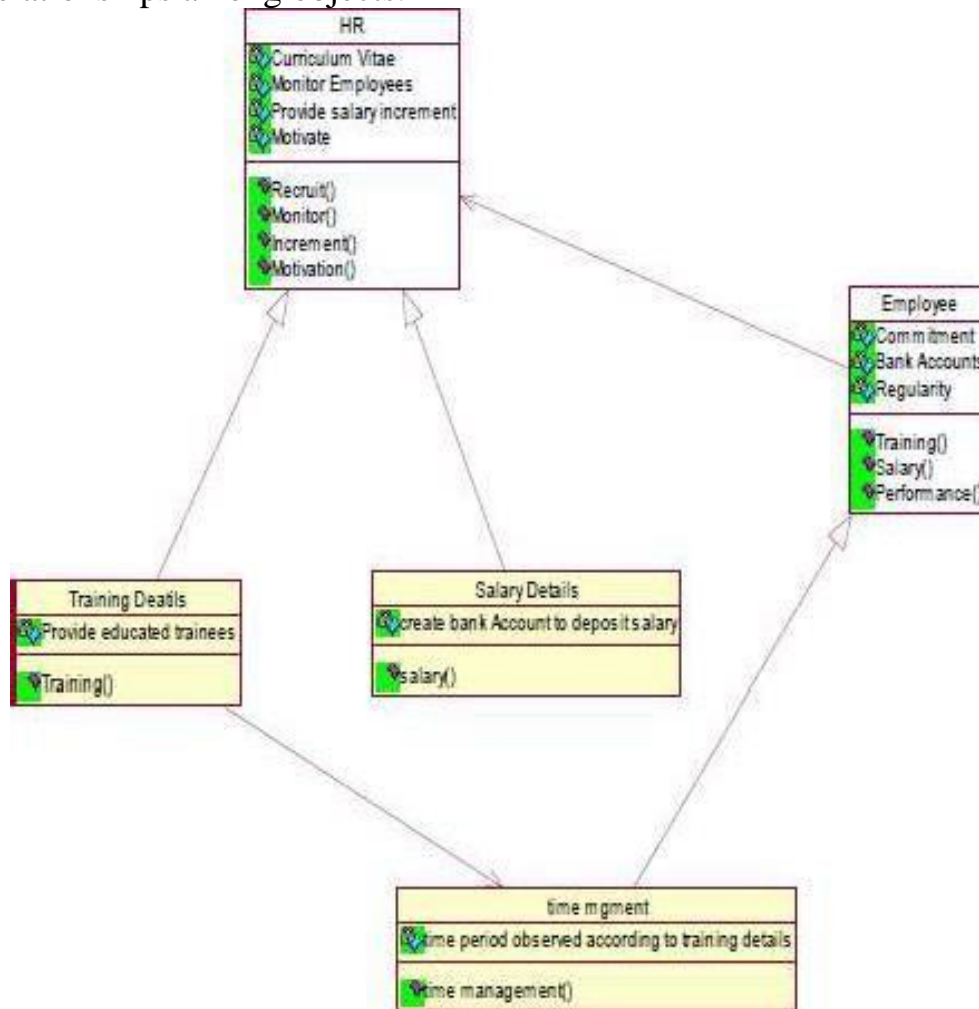 among objects.
HR
Curriculum Vitae
Monitor Employees
Provide salary increment
Motivate
Recruit()
Monitor()
Increment()
Motivation()
Employee
Commitment
Bank Accounts
Regularity
Training()
Salary()
Performance()
Training Deatils
Provide educated trainees
Training()
Salary Details
create bank Account to deposit salary
salary()
time mgment
time period observed according to training details
time management()